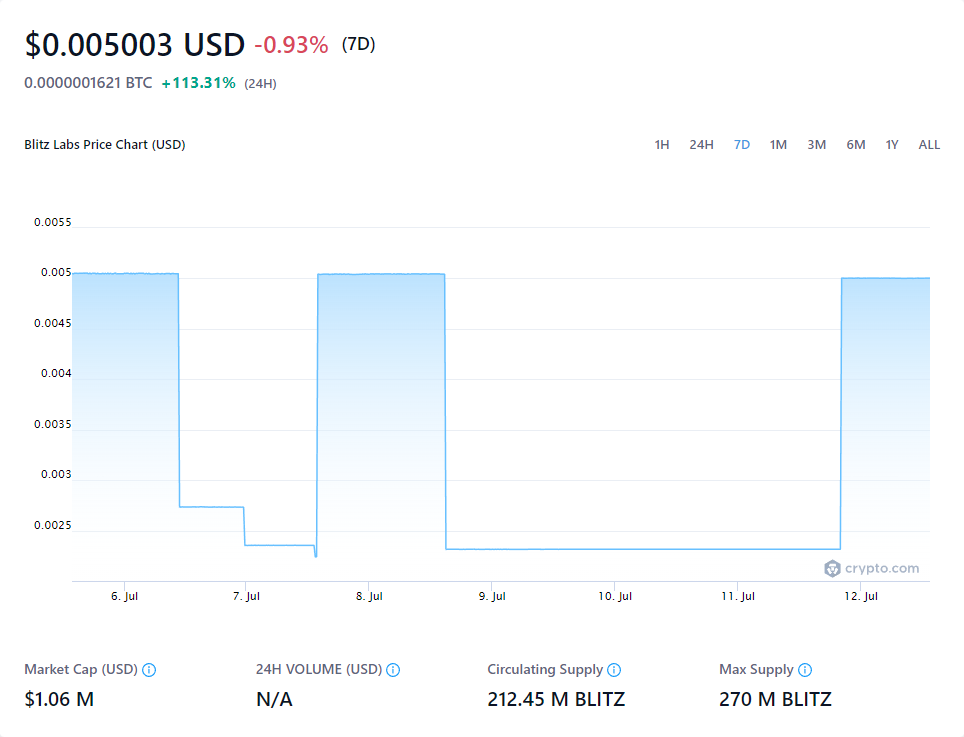 $0.005003 USD -0.93% (7D)
0.0000001621 BTC +113.31% (24H)
Blitz Labs Price Chart (USD)
1H 24H 7D 1M 3M 6M 1Y ALL
0.0055
0.005
0.0045
0.004
0.0035
0.003
0.0025
crypto.com
6. Jul 7. Jul 8. Jul 9. Jul 10. Jul 11. Jul 12. Jul
Market Cap (USD) 24H VOLUME (USD) Circulating Supply Max Supply
$1.06 M N/A 212.45 M BLITZ 270 M BLITZ